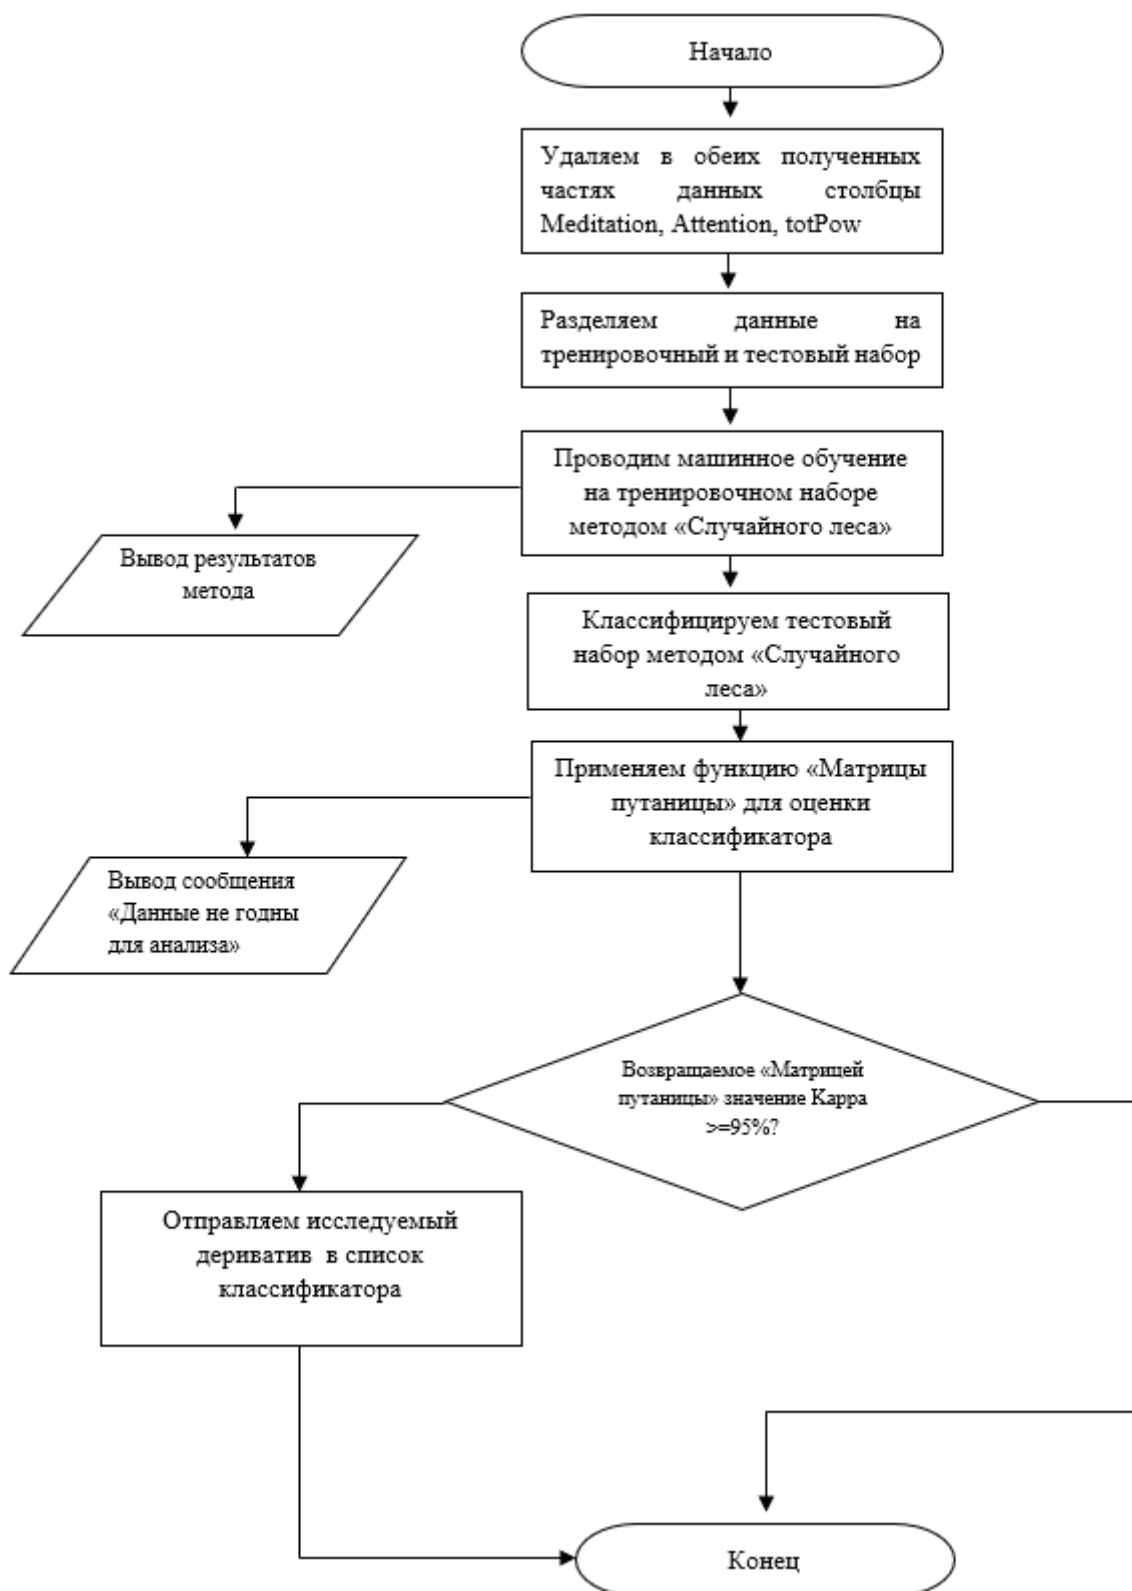 Начало
Удаляем в обеих полученных
частях данных столбцы
Meditation, Attention, totPow
Разделяем данные на
тренировочный и тестовый набор
Проводим машинное обучение
на тренировочном наборе
методом «Случайного леса»
Вывод результатов
метода
Классифицируем тестовый
набор методом «Случайного
леса»
Применяем функцию «Матрицы
путаницы» для оценки
классификатора
Вывод сообщения
«Данные не годны
для анализа»
Возвращаемое «Матрицей
путаницы» значение Карра
>=95%?
Отправляем исследуемый
дериватив в список
классификатора
Конец